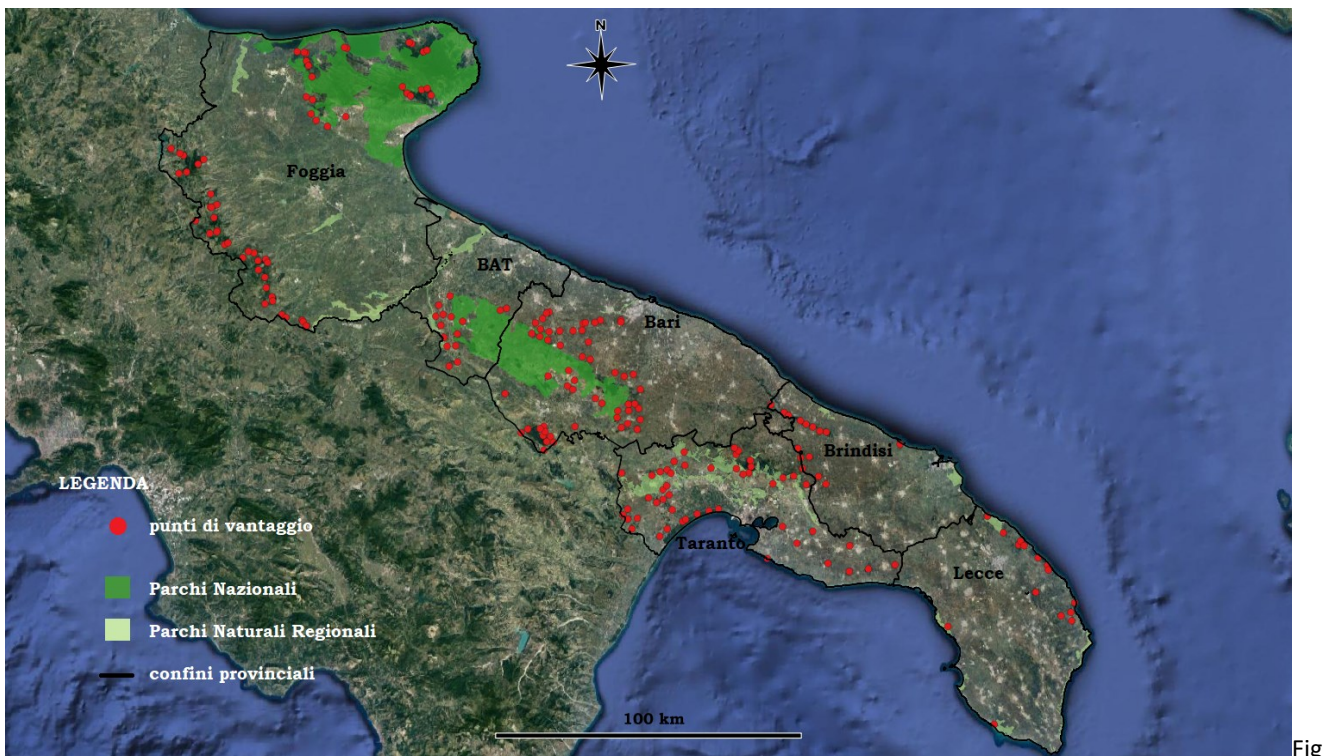 N
Foggia
BAT
Bari
Brindisi
Taranto
Lecce
LEGENDA
punti di vantaggio
Parchi Nazionali
Parchi Naturali Regionali
confini provinciali
100 km
Fig